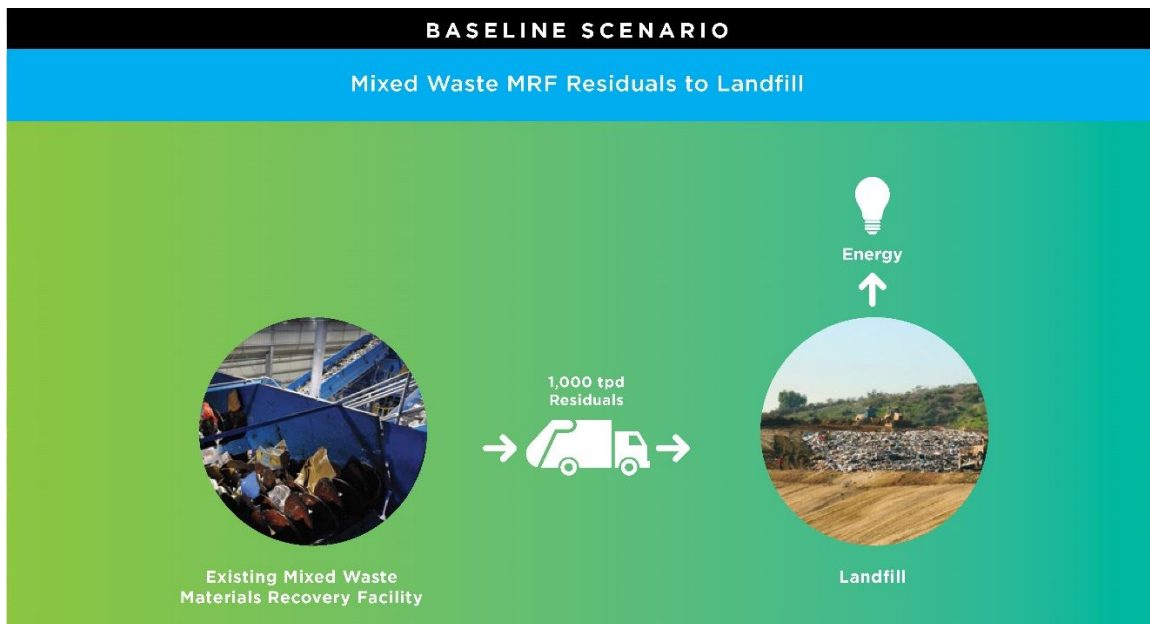 BASELINE SCENARIO
Mixed Waste MRF Residuals to Landfill
Energy
1,000 tpd
Residuals
Existing Mixed Waste
Materials Recovery Facility
Landfill